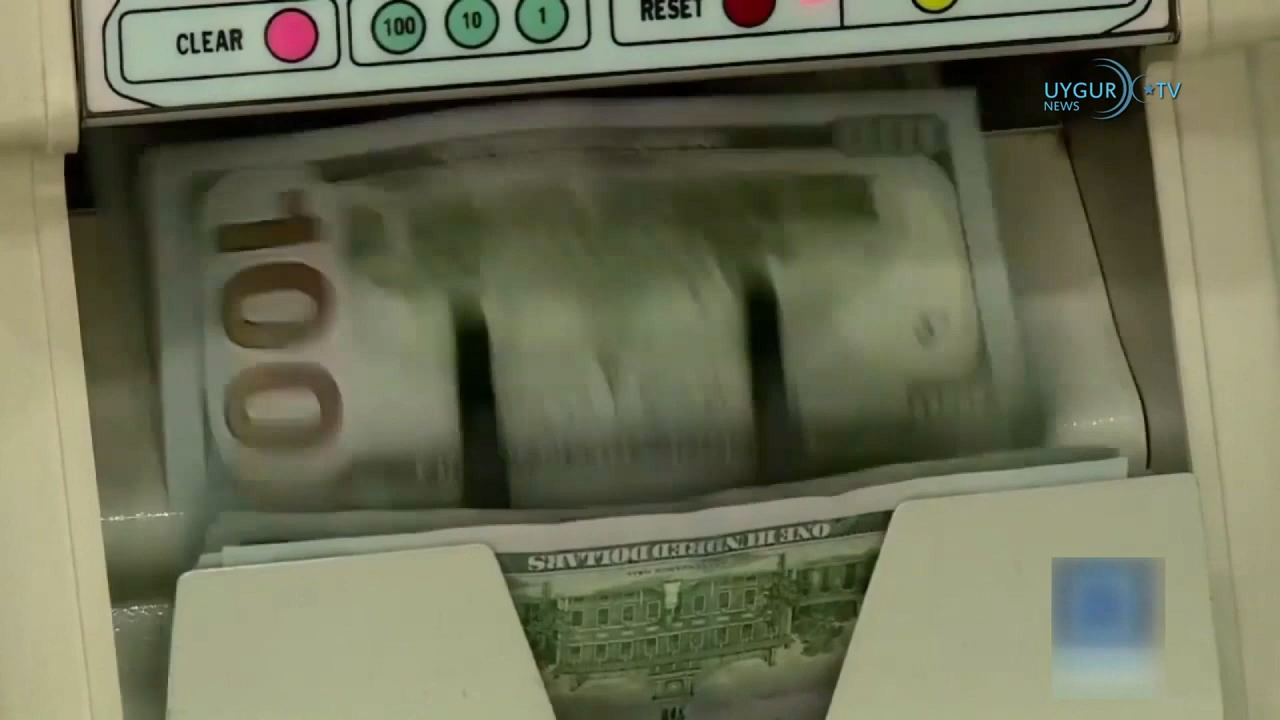 CLEAR
100
10
1
RESET
UYGUR TV
NEWS
100
ONE HUNDRED DOLLARS